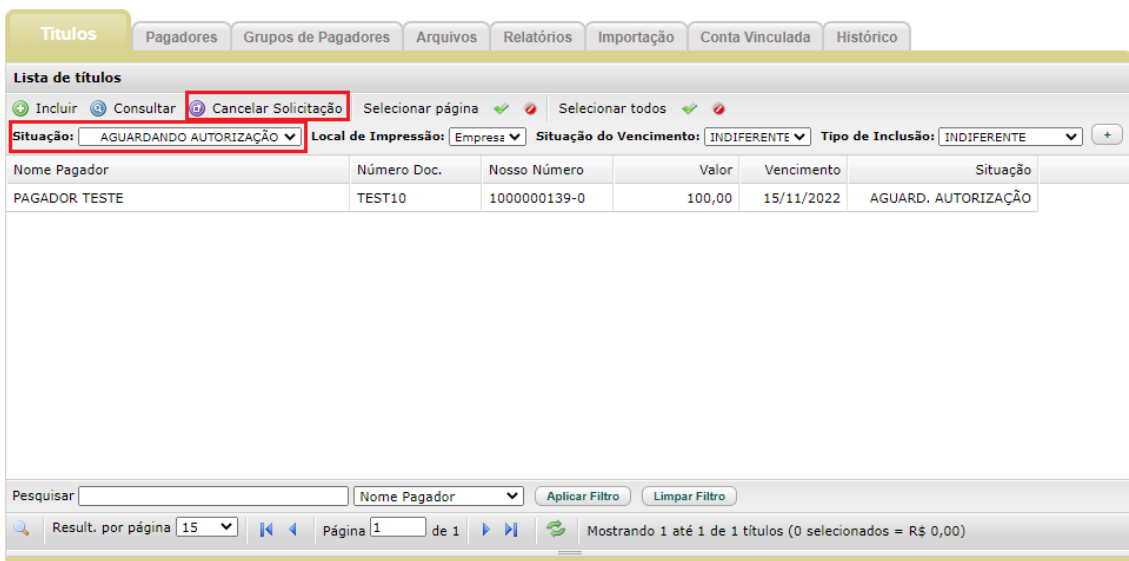 Títulos Pagadores Grupos de Pagadores Arquivos Relatórios Importação Conta Vinculada Histórico
Lista de títulos
Incluir Consultar Cancelar Solicitação Selecionar página Selecionar todos
Situação: AGUARDANDO AUTORIZAÇÃO Local de Impressão: Empresa Situação do Vencimento: INDIFERENTE Tipo de Inclusão: INDIFERENTE +
Nome Pagador Número Doc. Nosso Número Valor Vencimento Situação
PAGADOR TESTE TEST10 1000000139-0 100,00 15/11/2022 AGUARD. AUTORIZAÇÃO
Pesquisar Nome Pagador Aplicar Filtro Limpar Filtro
Result. por página 15 Página 1 de 1 Mostrando 1 até 1 de 1 títulos (0 selecionados = R$ 0,00)